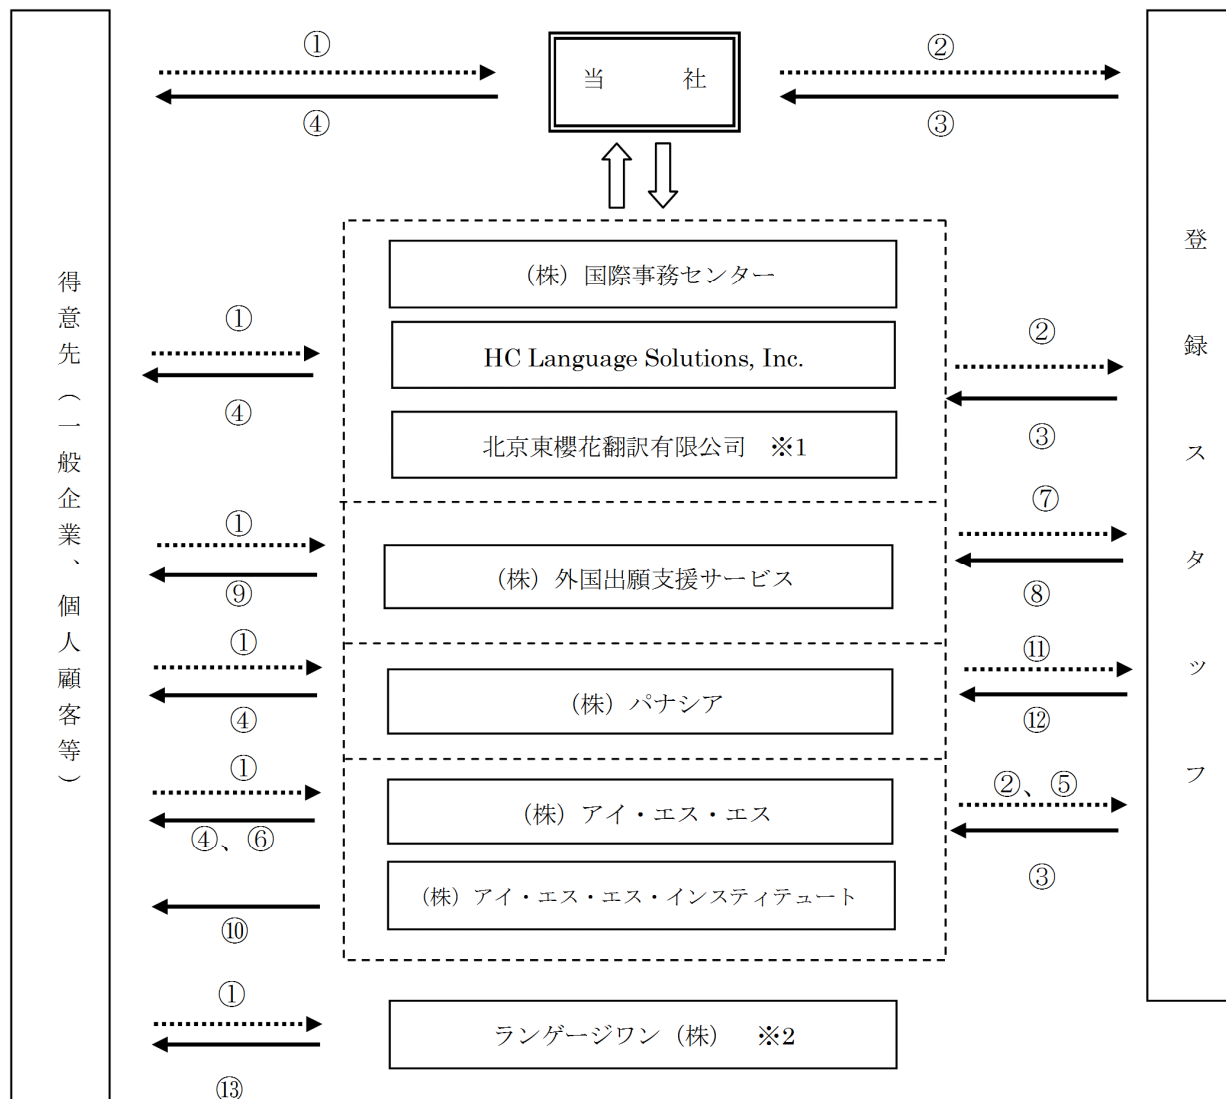 ①
②
当 社
④
③
登録スタッフ
得意先（一般企業、個人顧客等）
（株）国際事務センター
①
②
HC Language Solutions, Inc.
④
③
北京東櫻花翻訳有限公司 ※1
①
⑦
（株）外国出願支援サービス
⑨
⑧
①
⑪
（株）パナシア
④
⑫
①
②、⑤
（株）アイ・エス・エス
④、⑥
③
（株）アイ・エス・エス・インスティテュート
⑩
①
ランゲージワン（株） ※2
⑬